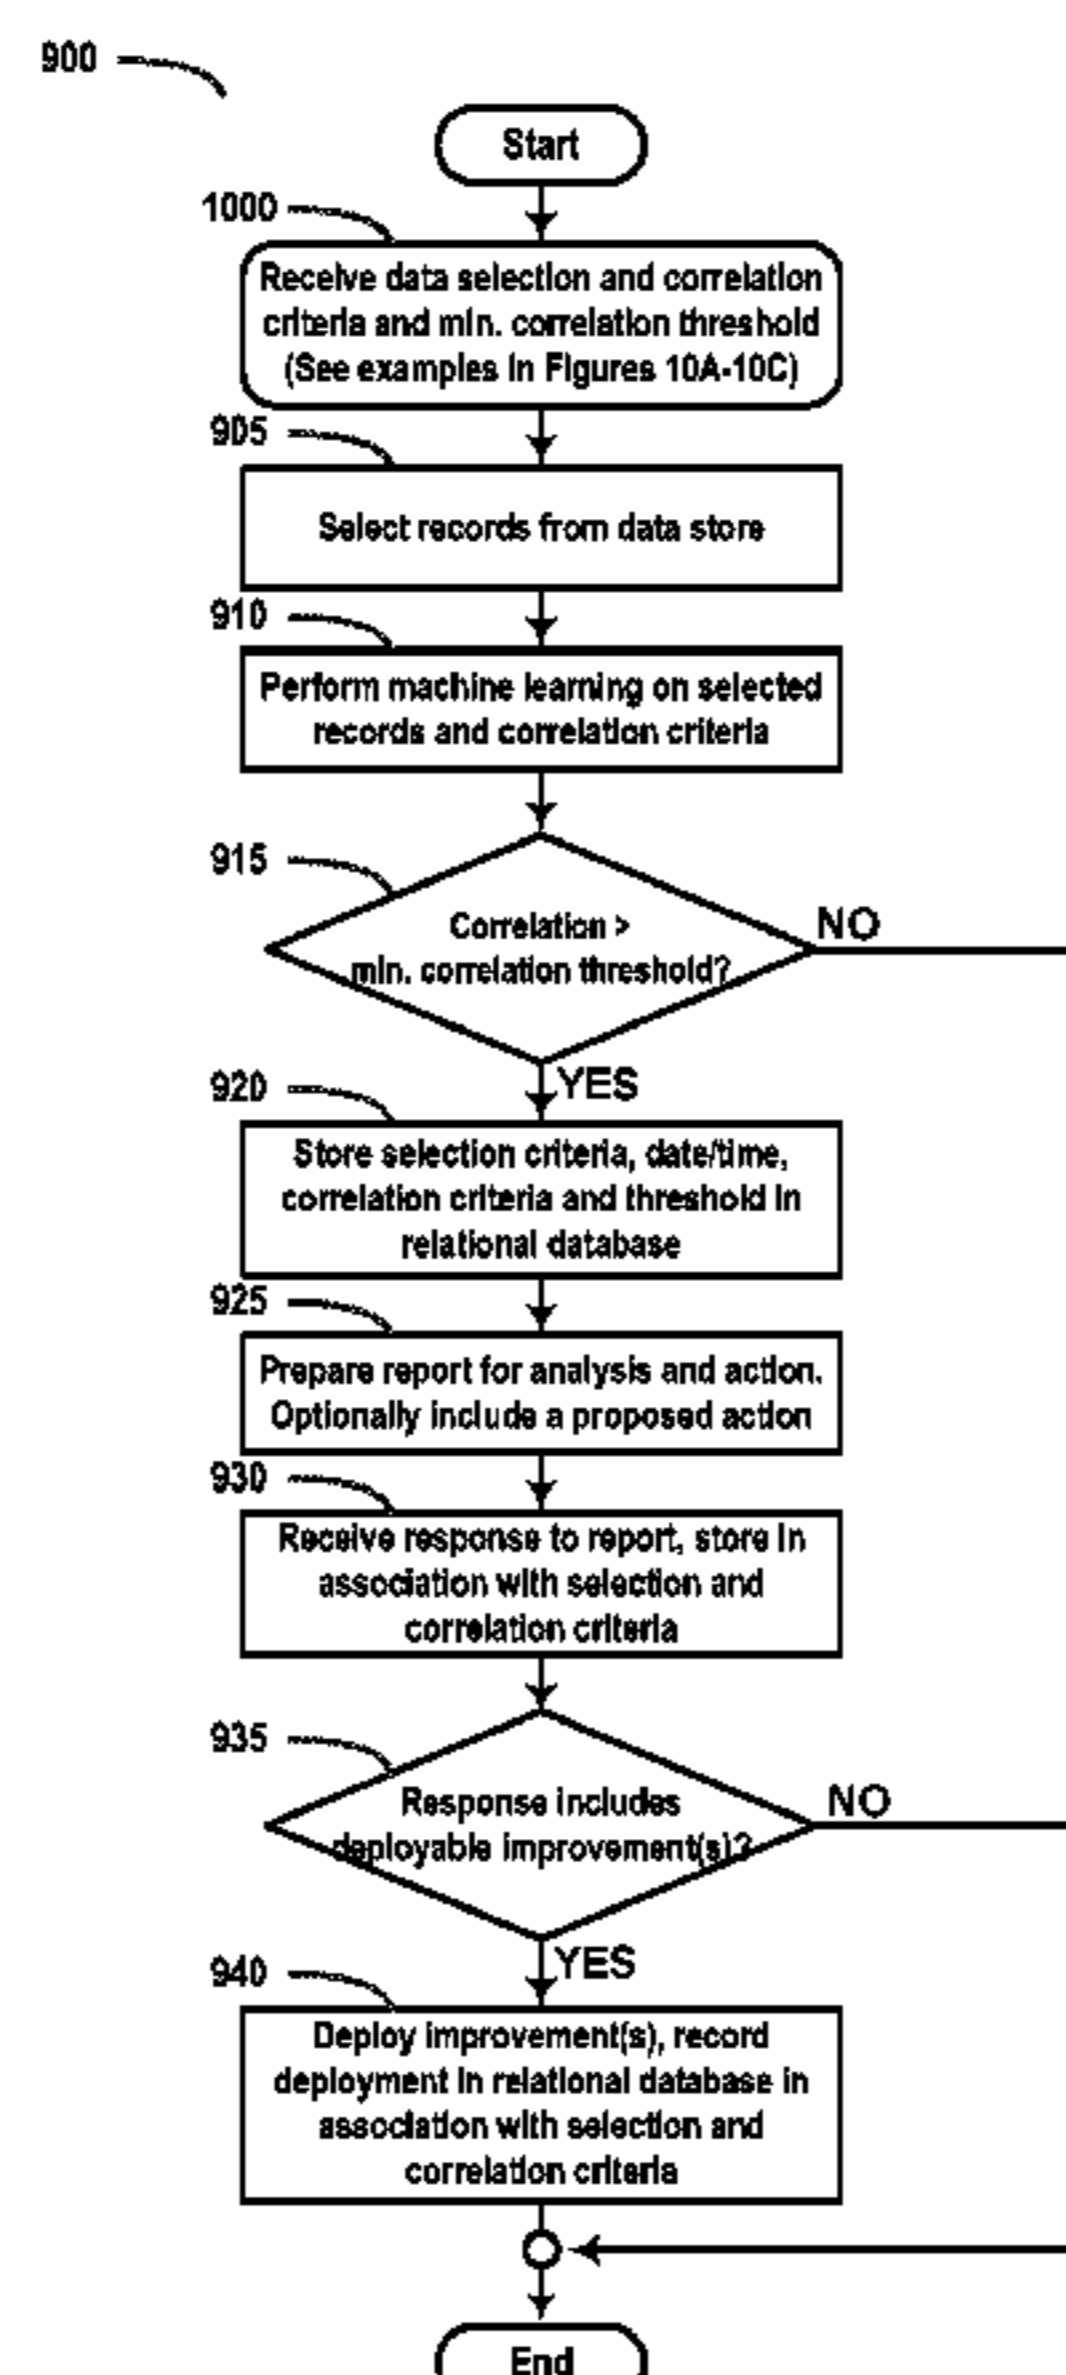 900
Start
1000
Receive data selection and correlation
criteria and min. correlation threshold
(See examples in Figures 10A-10C)
905
Select records from data store
910
Perform machine learning on selected
records and correlation criteria
915
Correlation >
min. correlation threshold?
NO
YES
920
Store selection criteria, date/time,
correlation criteria and threshold in
relational database
925
Prepare report for analysis and action.
Optionally include a proposed action
930
Receive response to report, store in
association with selection and
correlation criteria
935
Response includes
deployable improvement(s)?
NO
YES
940
Deploy improvement(s), record
deployment in relational database in
association with selection and
correlation criteria
End